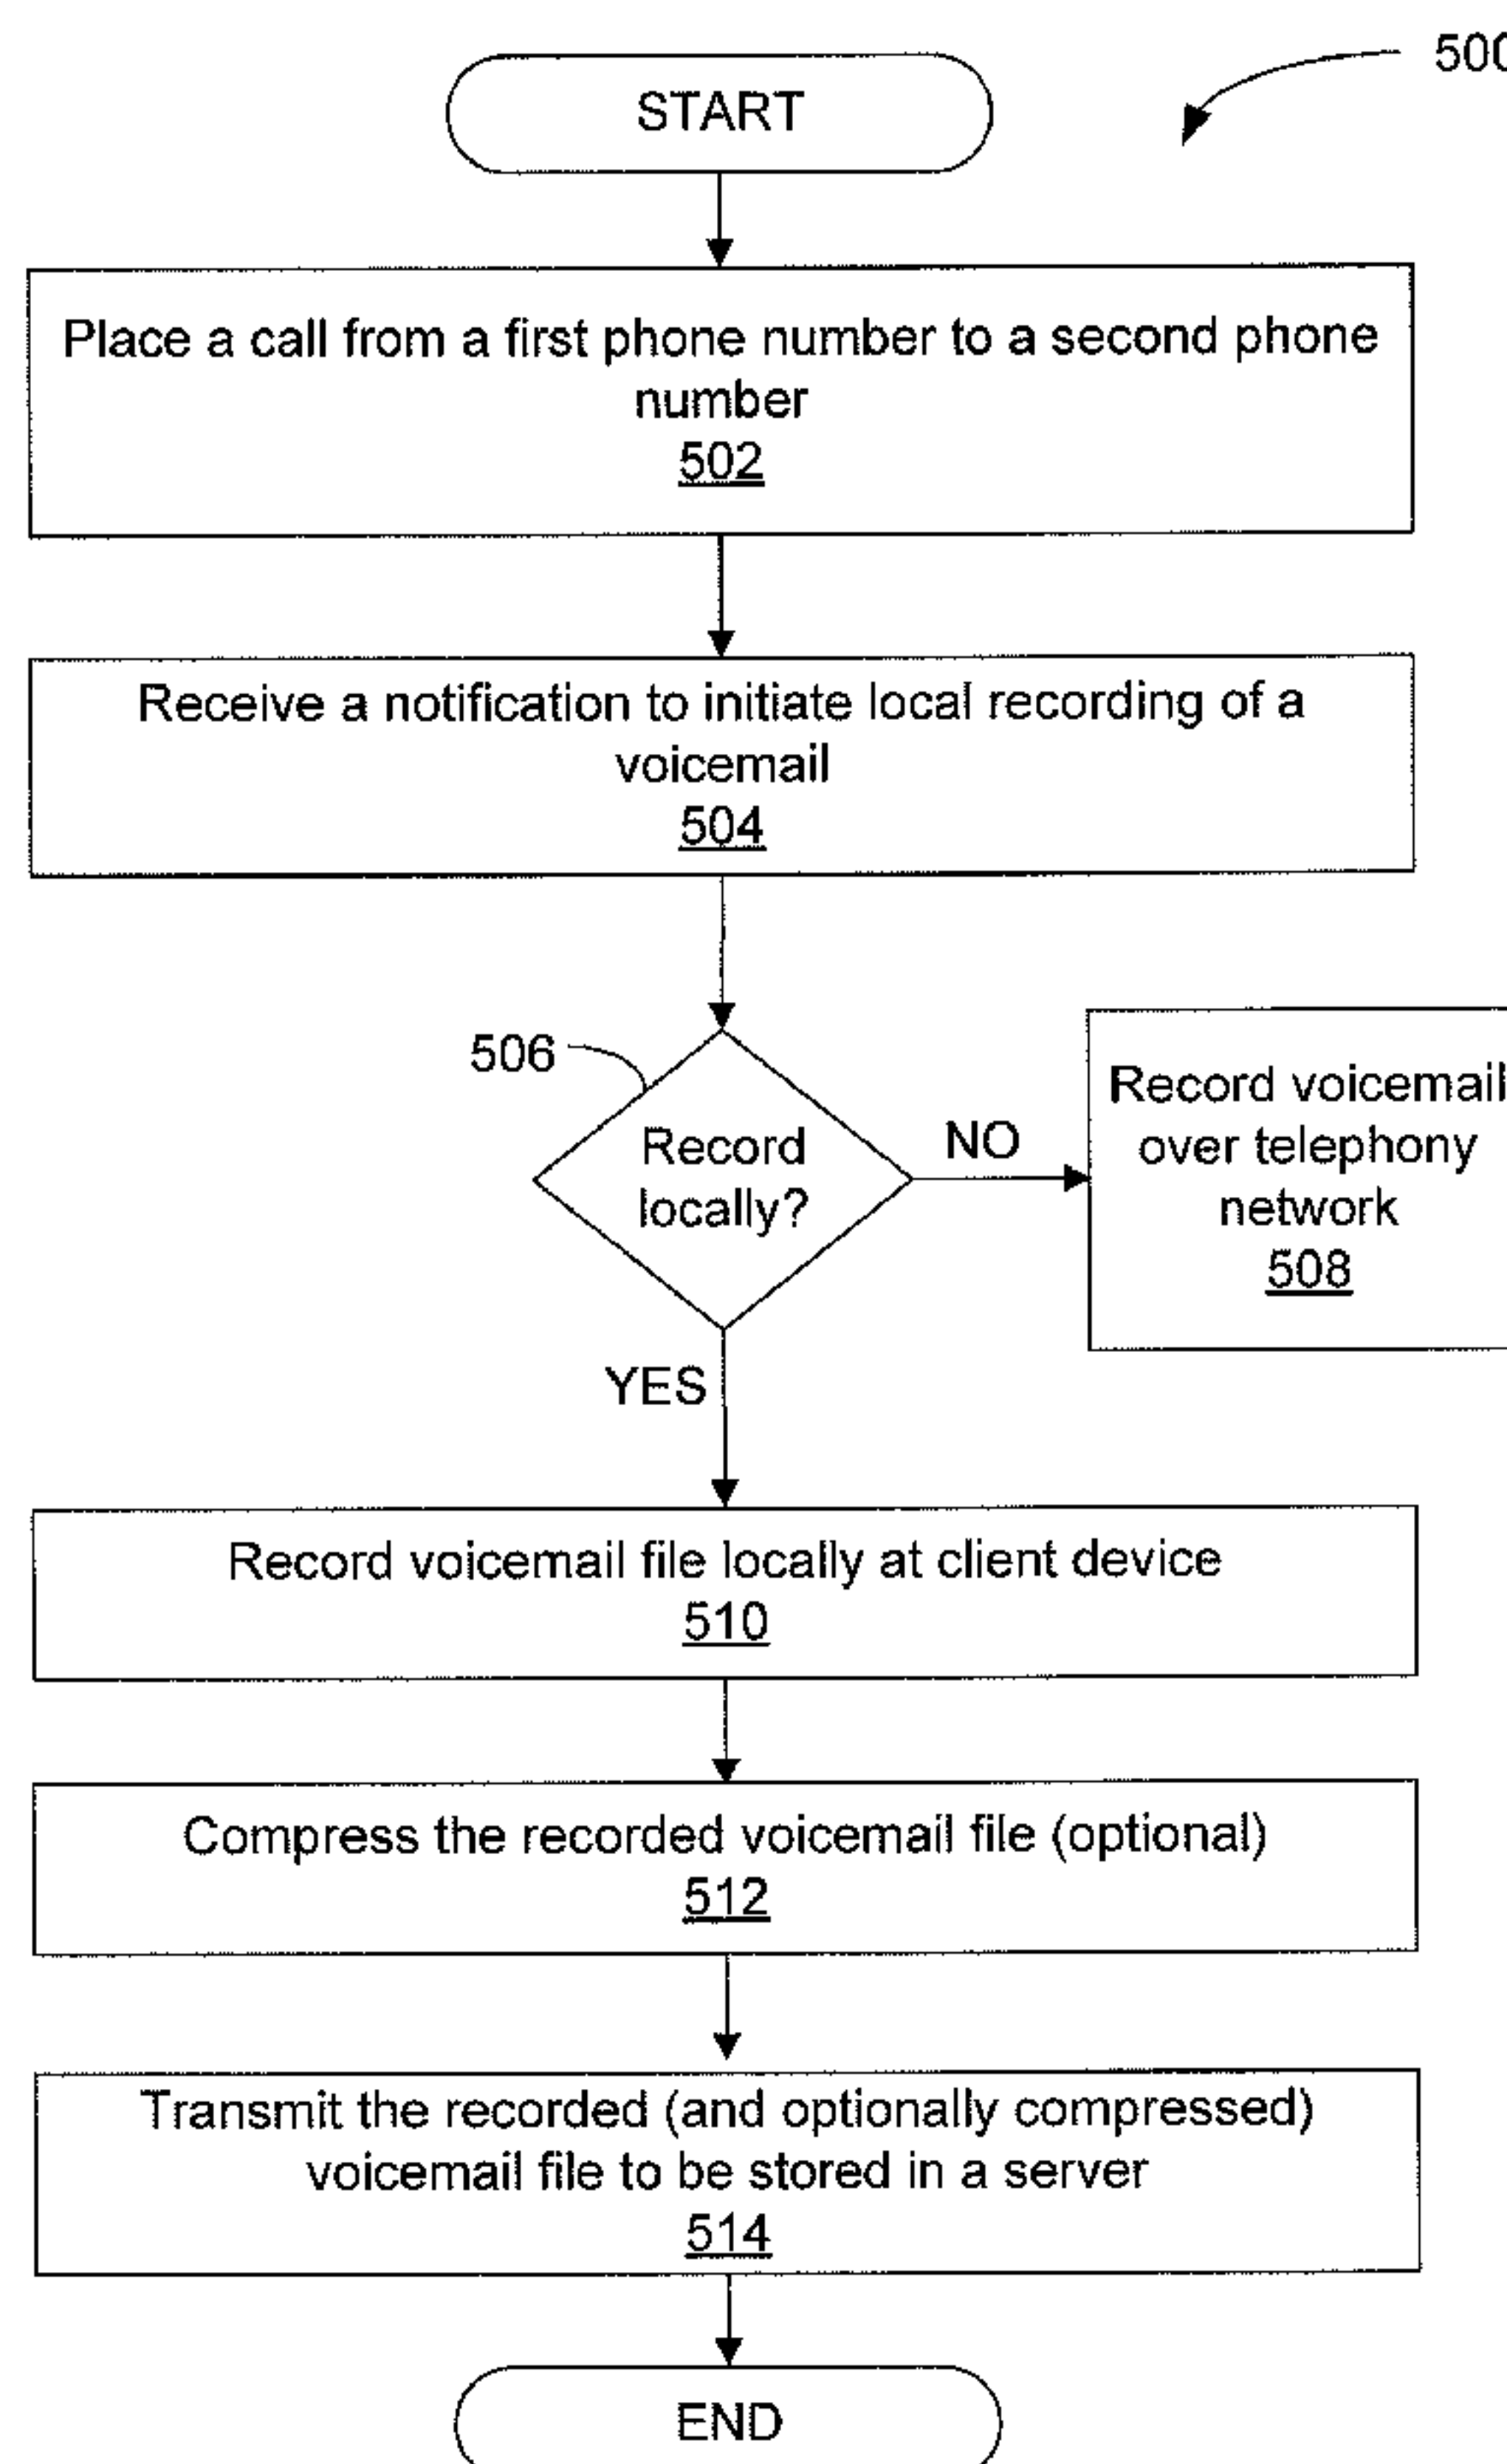 500
START
Place a call from a first phone number to a second phone
number
502
Receive a notification to initiate local recording of a
voicemail
504
506
Record
locally?
NO
Record voicemail
over telephony
network
508
YES
Record voicemail file locally at client device
510
Compress the recorded voicemail file (optional)
512
Transmit the recorded (and optionally compressed)
voicemail file to be stored in a server
514
END